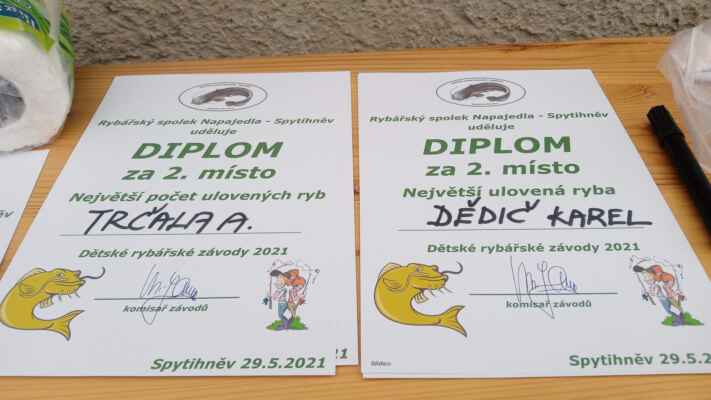 Rybářský spolek Napajedla - Spytihněv
uděluje
DIPLOM
za 2. místo
Největší počet ulovených ryb
TRČALA A.
Dětské rybářské závody 2021
komisař závodů
Spytihněv 29.5.2021
21
Rybářský spolek Napajedla - Spytihněv
uděluje
DIPLOM
za 2. místo
Největší ulovená ryba
DĚDIČ KAREL
Dětské rybářské závody 2021
komisař závodů
Spytihněv 29.5.2